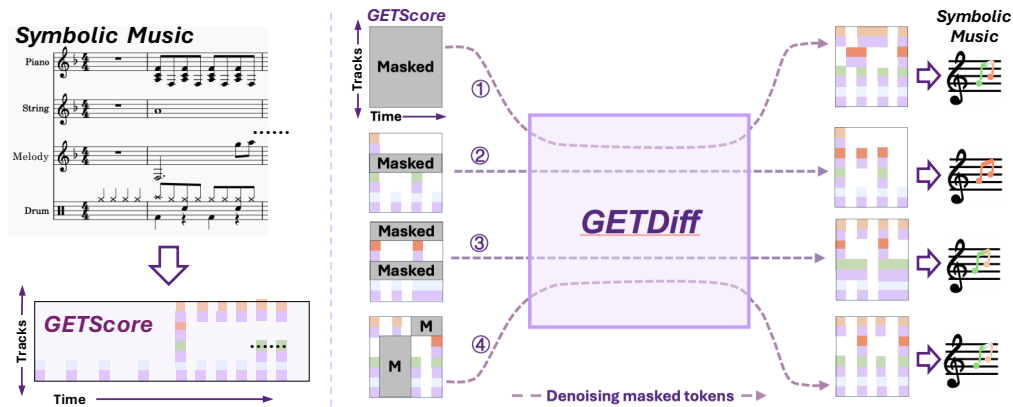 Symbolic Music
Piano
String
Melody
Drum
Tracks
GETScore
Time
GETScore
Tracks
Masked
Time
①
Masked
②
Masked
Masked
③
M
M
④
GETDiff
Denoising masked tokens
Symbolic
Music